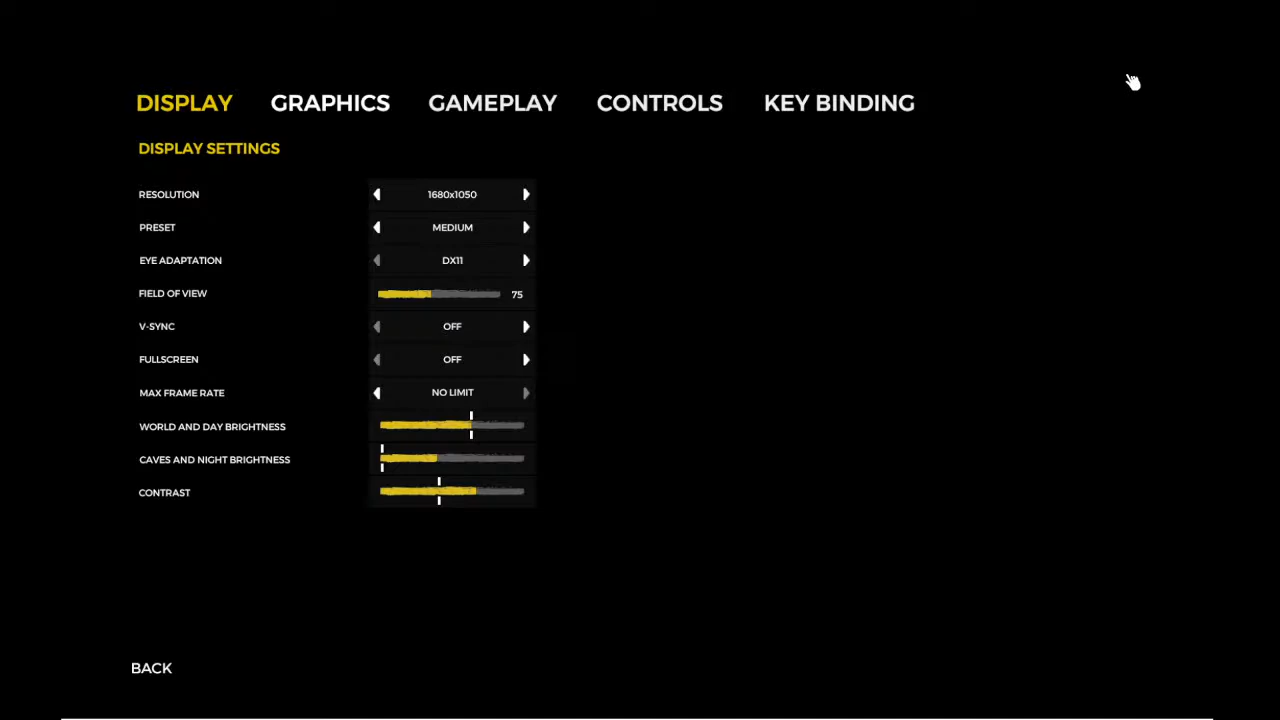 DISPLAY GRAPHICS GAMEPLAY CONTROLS KEY BINDING
DISPLAY SETTINGS
RESOLUTION 1680x1050
PRESET MEDIUM
EYE ADAPTATION DX11
FIELD OF VIEW 75
V-SYNC OFF
FULLSCREEN OFF
MAX FRAME RATE NO LIMIT
WORLD AND DAY BRIGHTNESS
CAVES AND NIGHT BRIGHTNESS
CONTRAST
BACK